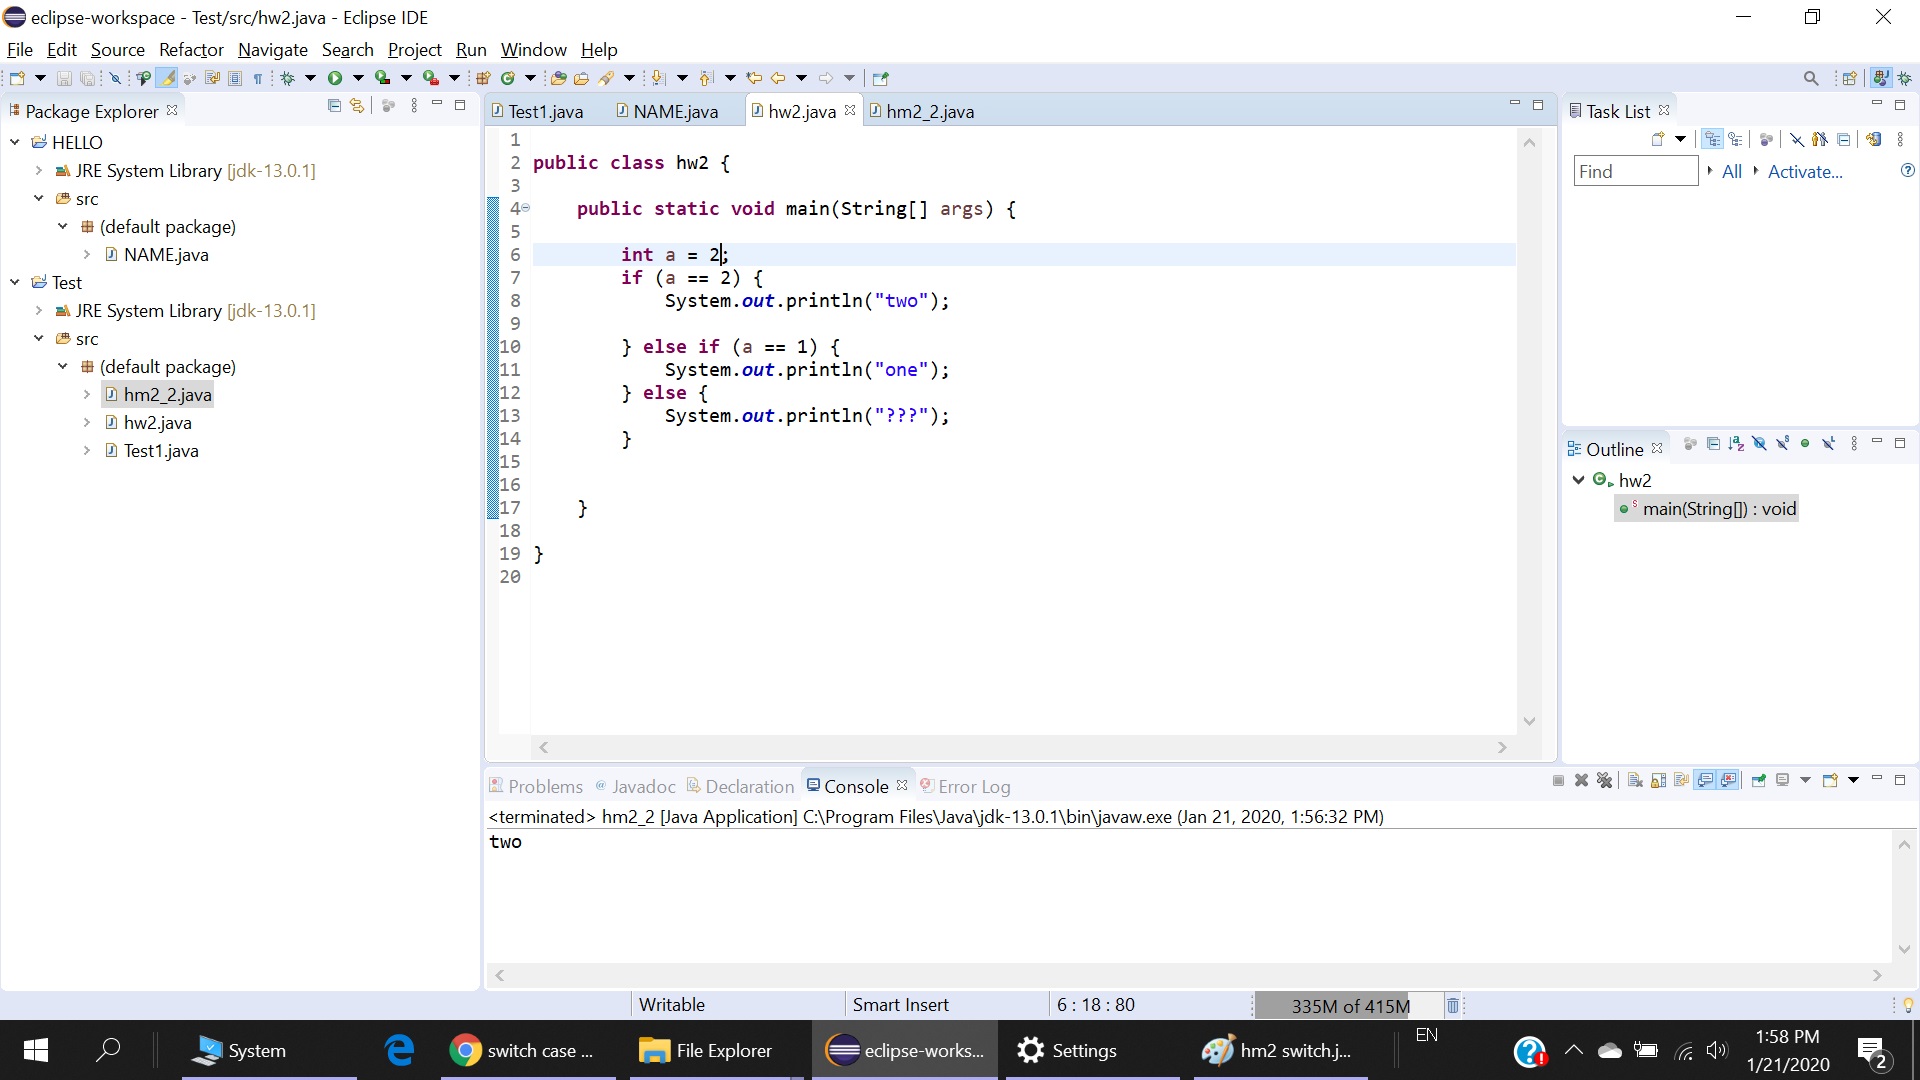 eclipse-workspace - Test/src/hw2.java - Eclipse IDE
File Edit Source Refactor Navigate Search Project Run Window Help
Package Explorer
HELLO
JRE System Library [jdk-13.0.1]
src
(default package)
NAME.java
Test
JRE System Library [jdk-13.0.1]
src
(default package)
hm2_2.java
hw2.java
Test1.java
Test1.java NAME.java hw2.java hm2_2.java
1
2 public class hw2 {
3
4 public static void main(String[] args) {
5
6 int a = 2;
7 if (a == 2) {
8 System.out.println("two");
9
10 } else if (a == 1) {
11 System.out.println("one");
12 } else {
13 System.out.println("???");
14 }
15
16
17 }
18
19 }
20
Task List
Find All Activate...
Outline
hw2
main(String[]) : void
Problems Javadoc Declaration Console Error Log
<terminated> hm2_2 [Java Application] C:\Program Files\Java\jdk-13.0.1\bin\javaw.exe (Jan 21, 2020, 1:56:32 PM)
two
Writable Smart Insert 6 : 18 : 80 335M of 415M
System switch case ... File Explorer eclipse-works... Settings hm2 switch.j... EN
1:58 PM
1/21/2020
2